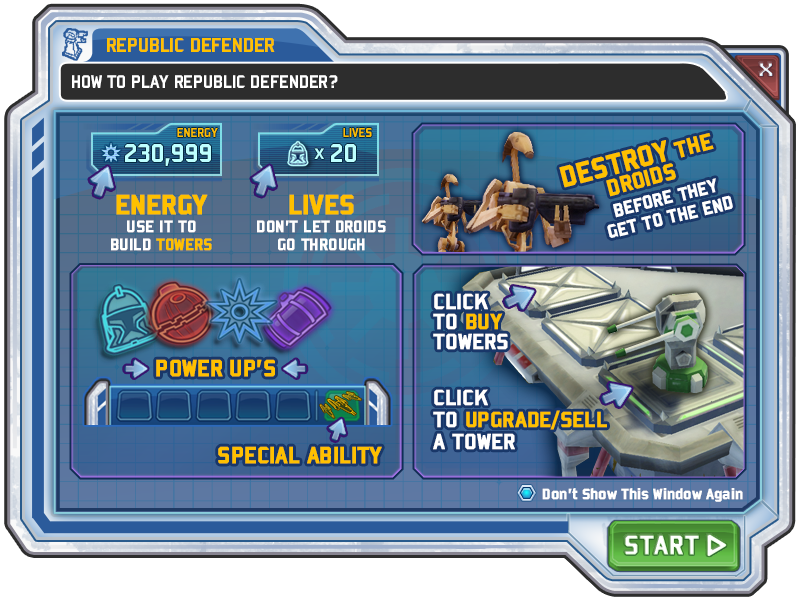 REPUBLIC DEFENDER
HOW TO PLAY REPUBLIC DEFENDER?
ENERGY
230,999
LIVES
x 20
ENERGY
USE IT TO
BUILD TOWERS
LIVES
DON'T LET DROIDS
GO THROUGH
DESTROY THE
DROIDS
BEFORE THEY
GET TO THE END
POWER UP'S
SPECIAL ABILITY
CLICK
TO BUY
TOWERS
CLICK
TO UPGRADE/SELL
A TOWER
Don't Show This Window Again
START
X